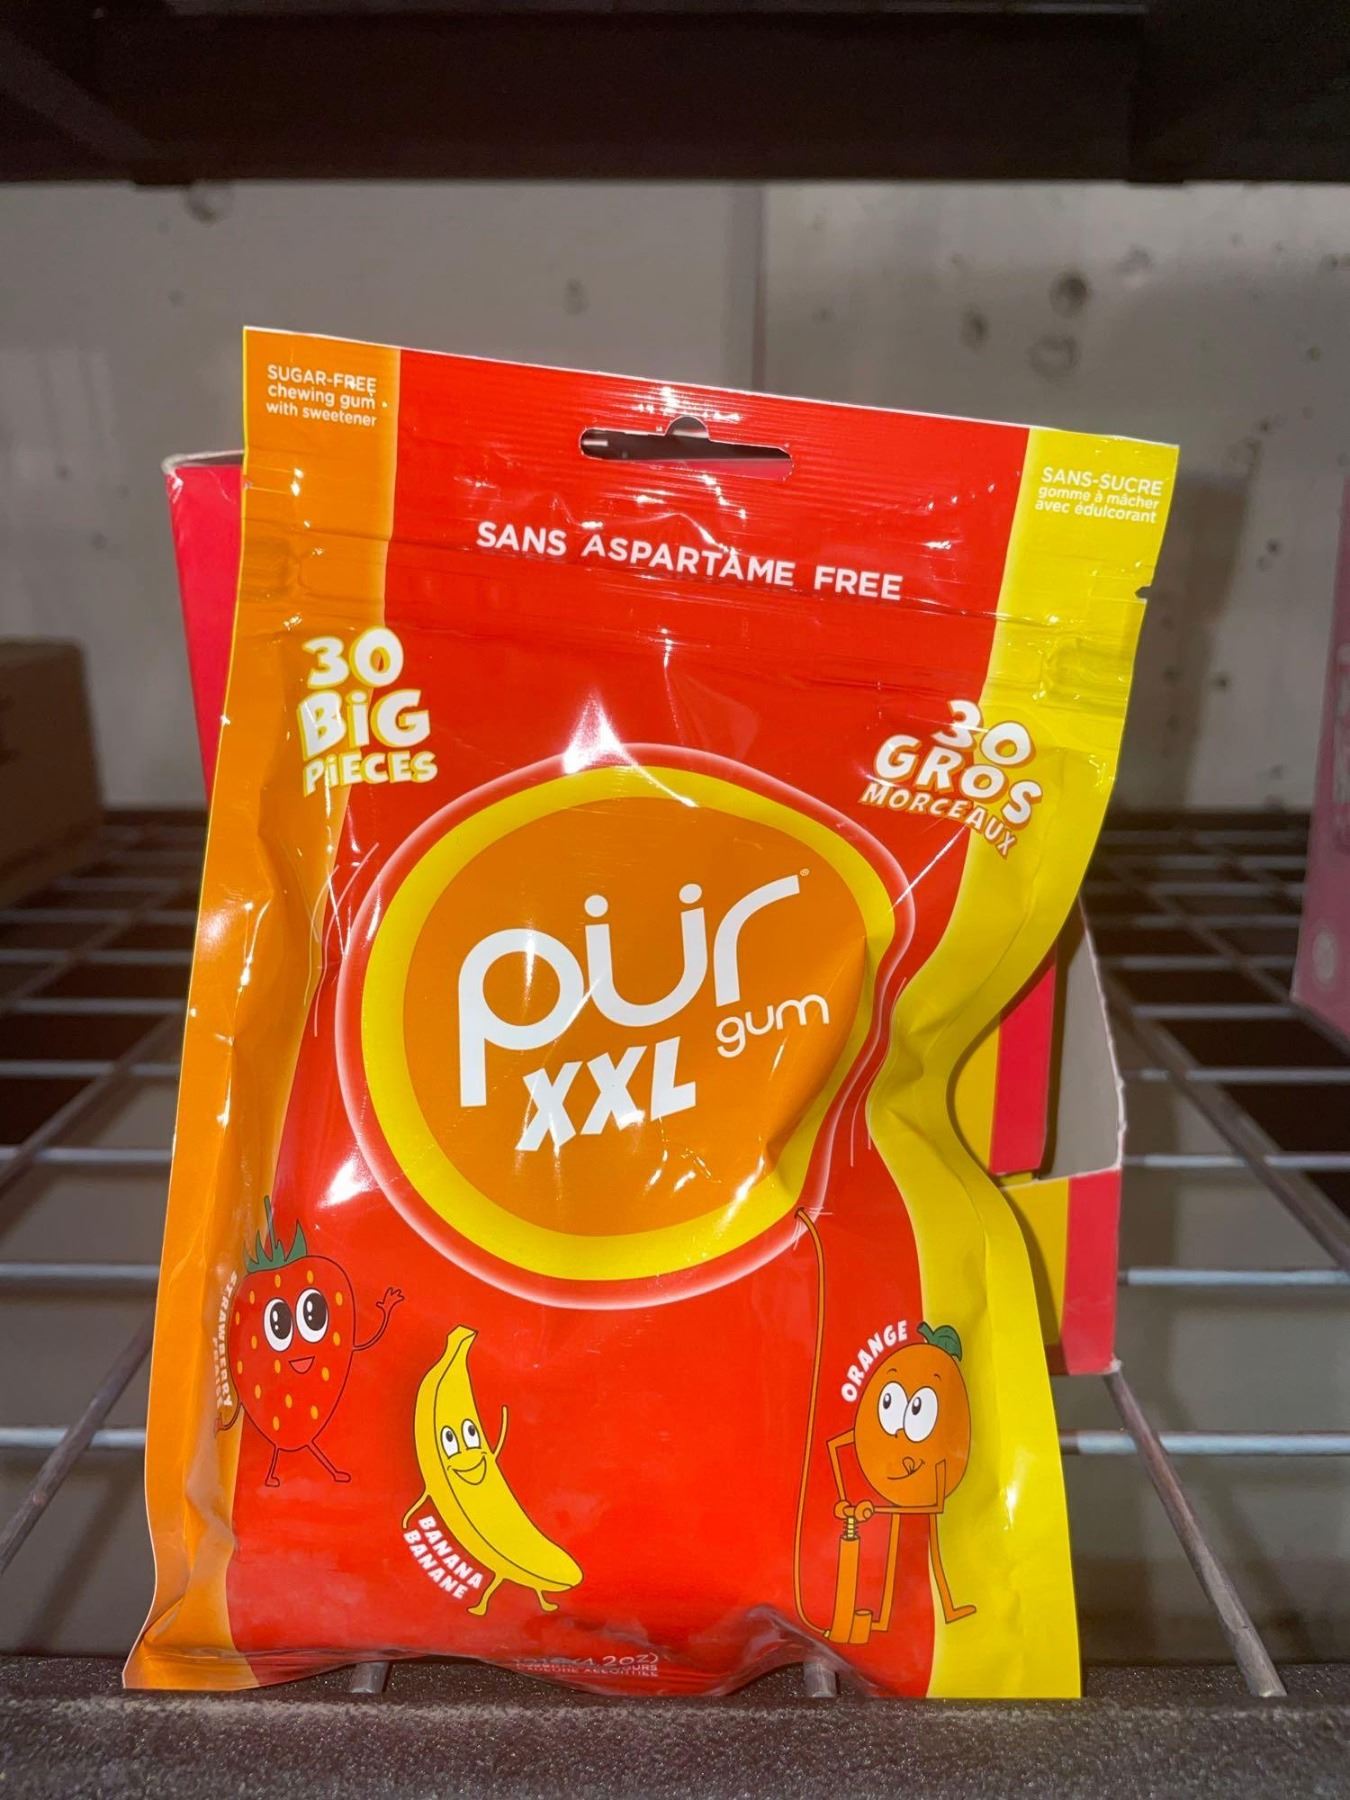 SUGAR-FREE
chewing gum
with sweetener
SANS-SUCRE
gomme à mâcher
avec édulcorant
SANS ASPARTAME FREE
30
BiG
PiECES
30
GROS
MORCEAUX
pür®
gum
XXL
STRAWBERRY
BANANA
BANANE
ORANGE